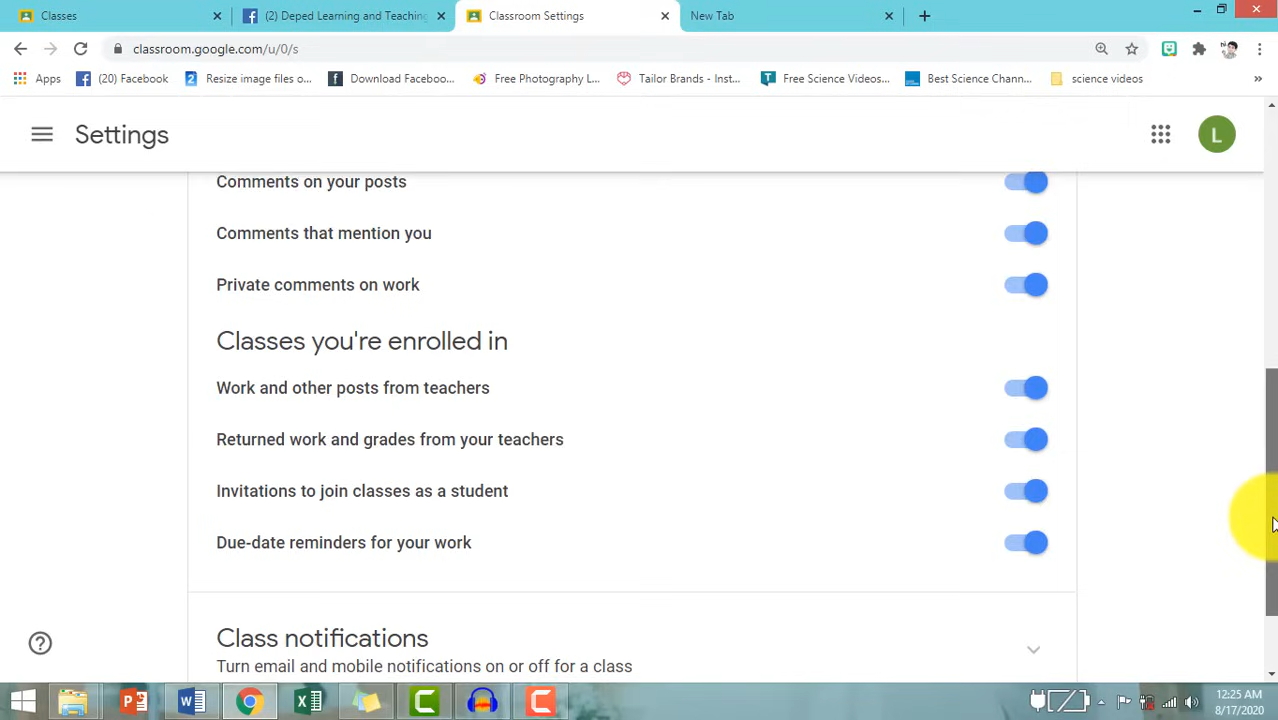 Classes
(2) Deped Learning and Teaching
Classroom Settings
New Tab
classroom.google.com/u/0/s
Apps
(20) Facebook
Resize image files o...
Download Faceboo...
Free Photography L...
Tailor Brands - Inst...
Free Science Videos...
Best Science Chann...
science videos
»
Settings
L
Comments on your posts
Comments that mention you
Private comments on work
Classes you're enrolled in
Work and other posts from teachers
Returned work and grades from your teachers
Invitations to join classes as a student
Due-date reminders for your work
Class notifications
Turn email and mobile notifications on or off for a class
12:25 AM
8/17/2020